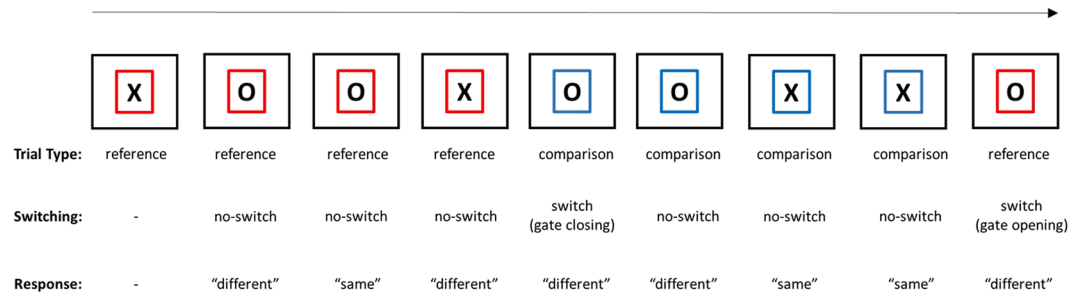 X O O X O O X X O
Trial Type: reference reference reference reference comparison comparison comparison comparison reference
Switching: - no-switch no-switch no-switch switch (gate closing) no-switch no-switch no-switch switch (gate opening)
Response: - “different” “same” “different” “different” “different” “same” “same” “different”